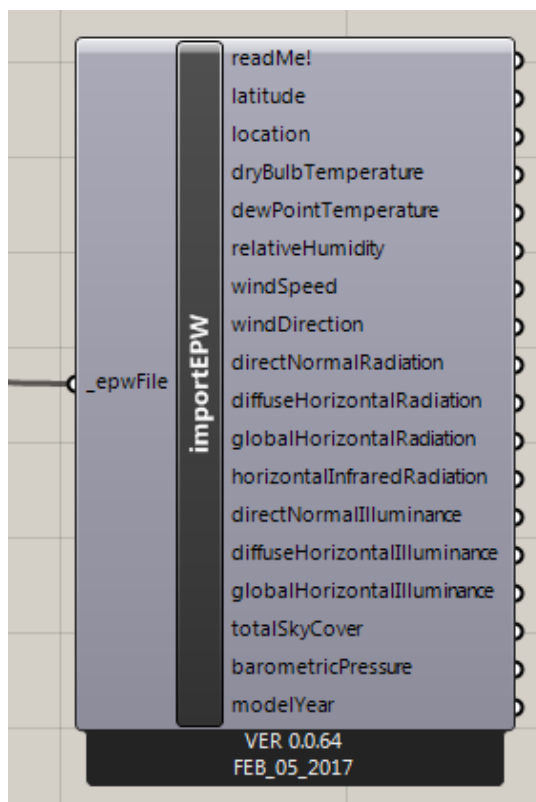 readMe!
latitude
location
dryBulbTemperature
dewPointTemperature
relativeHumidity
windSpeed
windDirection
directNormalRadiation
_epwFile
importEPW
diffuseHorizontalRadiation
globalHorizontalRadiation
horizontalInfraredRadiation
directNormalIlluminance
diffuseHorizontalIlluminance
globalHorizontalIlluminance
totalSkyCover
barometricPressure
modelYear
VER 0.0.64
FEB_05_2017